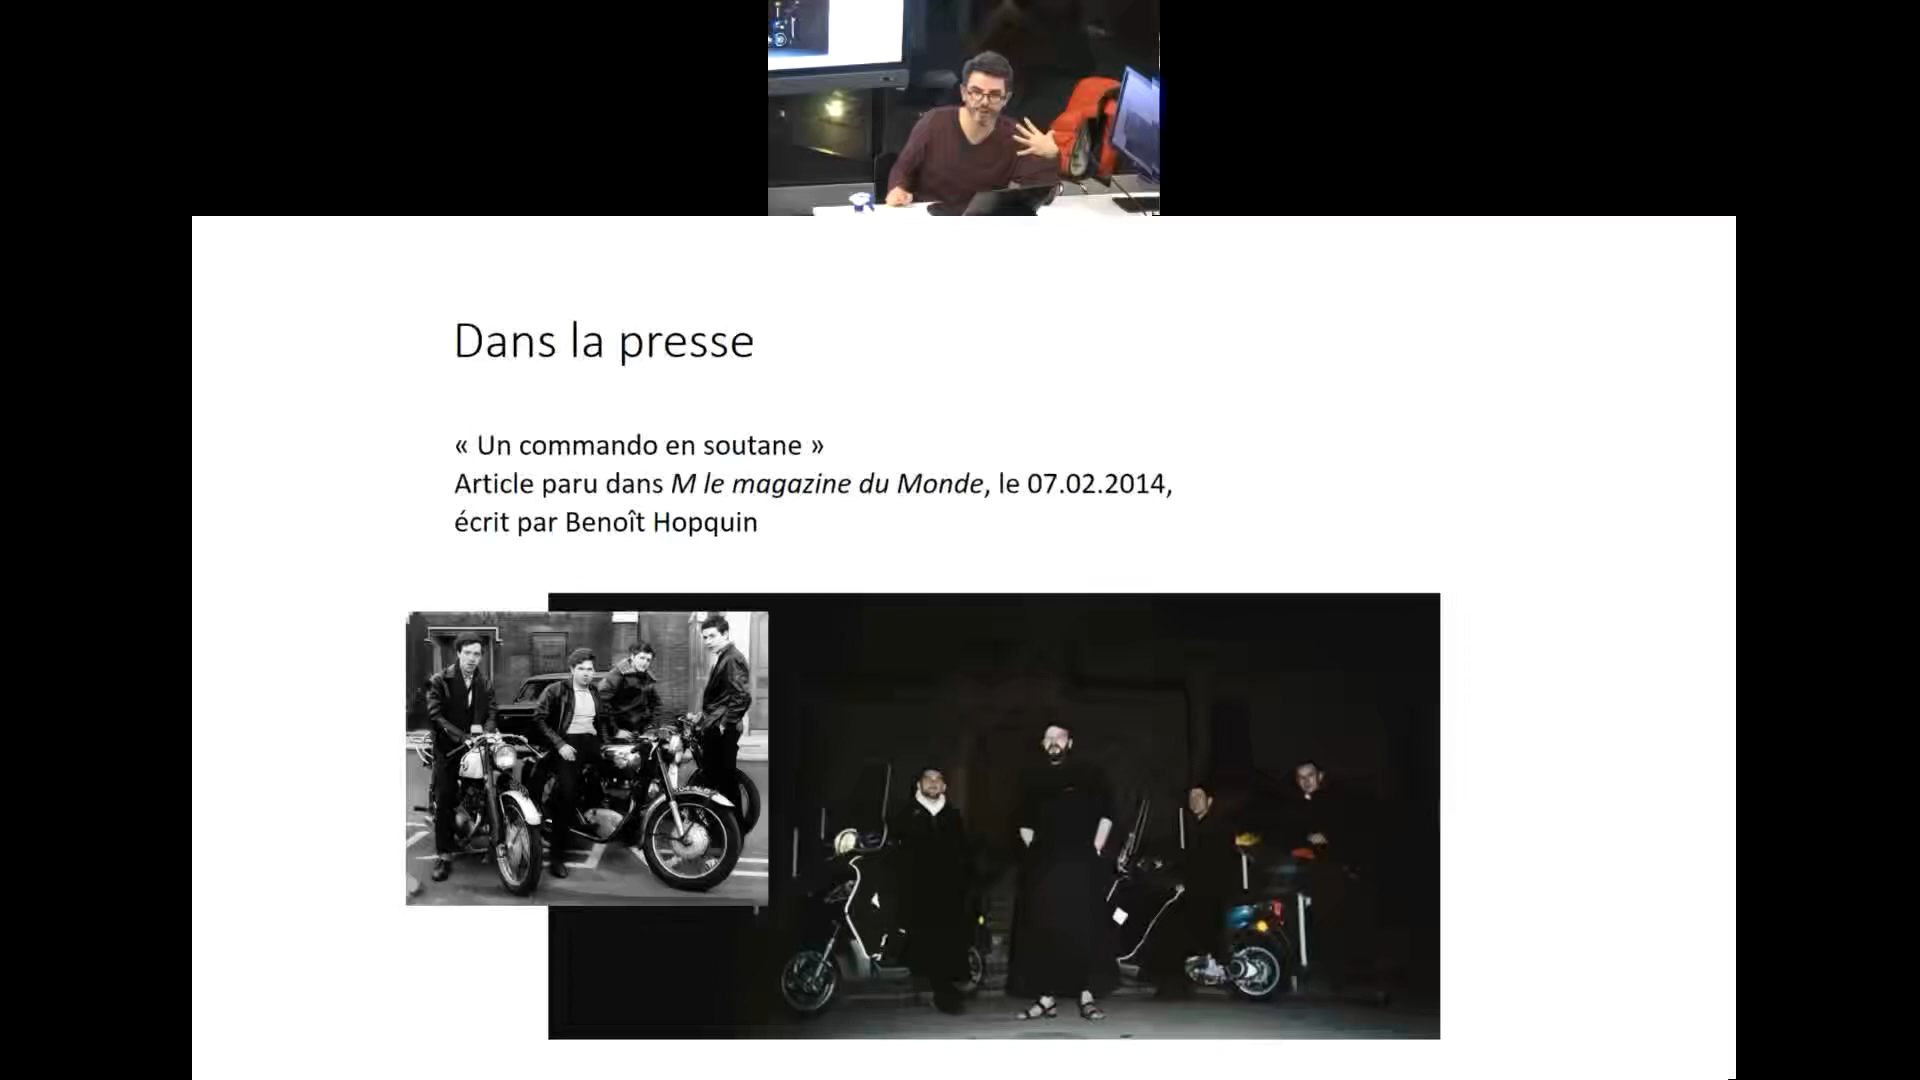 Dans la presse
« Un commando en soutane »
Article paru dans M le magazine du Monde, le 07.02.2014,
écrit par Benoît Hopquin